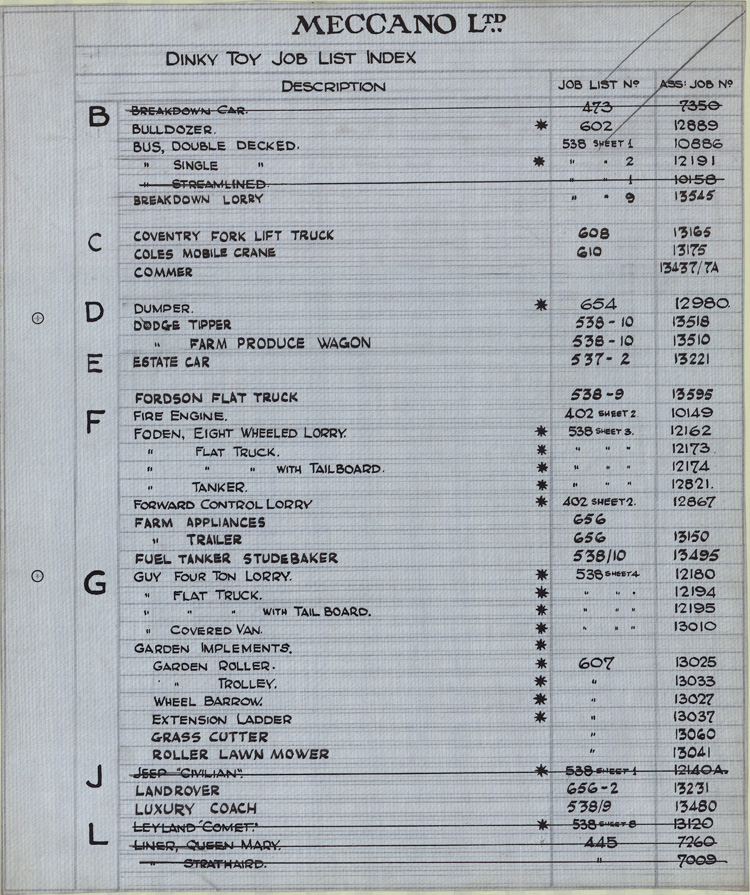 MECCANO LTD.
DINKY TOY JOB LIST INDEX
DESCRIPTION JOB LIST Nº ASS: JOB Nº
B BREAKDOWN CAR. 473 7350
BULLDOZER. * 602 12889
BUS, DOUBLE DECKED. 538 SHEET 1 10886
" SINGLE " * " " 2 12191
" STREAMLINED. " " 1 10158
BREAKDOWN LORRY " " 9 13545
C COVENTRY FORK LIFT TRUCK 608 13165
COLES MOBILE CRANE 610 13175
COMMER 13437/7A
D DUMPER. * 654 12980.
DODGE TIPPER 538-10 13518
" FARM PRODUCE WAGON 538-10 13510
E ESTATE CAR 537-2 13221
FORDSON FLAT TRUCK 538-9 13595
F FIRE ENGINE. 402 SHEET 2 10149
FODEN, EIGHT WHEELED LORRY. * 538 SHEET 3. 12162
" FLAT TRUCK. * " " " 12173.
" " " WITH TAILBOARD. * " " " 12174
" TANKER. * " " " 12821.
FORWARD CONTROL LORRY * 402 SHEET 2. 12867
FARM APPLIANCES 656
" TRAILER 656 13150
FUEL TANKER STUDEBAKER 538/10 13495
G GUY FOUR TON LORRY. * 538 SHEET 4 12180
" FLAT TRUCK. * " " " 12194
" " " WITH TAIL BOARD. * " " " 12195
" COVERED VAN. * " " " 13010
GARDEN IMPLEMENTS. *
GARDEN ROLLER. * 607 13025
" TROLLEY. * " 13033
WHEEL BARROW. * " 13027
EXTENSION LADDER * " 13037
GRASS CUTTER " 13060
ROLLER LAWN MOWER " 13041
J JEEP "CIVILIAN". * 538 SHEET 1 12140A.
LANDROVER 656-2 13231
LUXURY COACH 538/9 13480
LEYLAND "COMET." * 538 SHEET 8 13120
L LINER, QUEEN MARY. 445 7260
" STRATHAIRD. " 7009